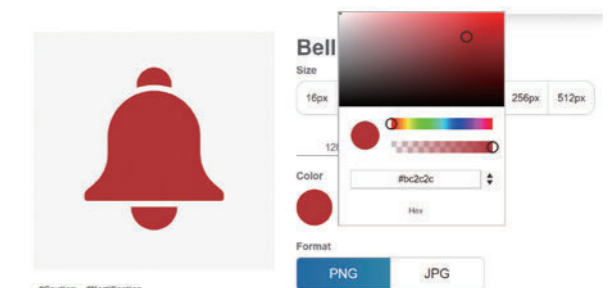 Bell
Size
16px
256px
512px
Color
#bc2c2c
Hex
Format
PNG
JPG